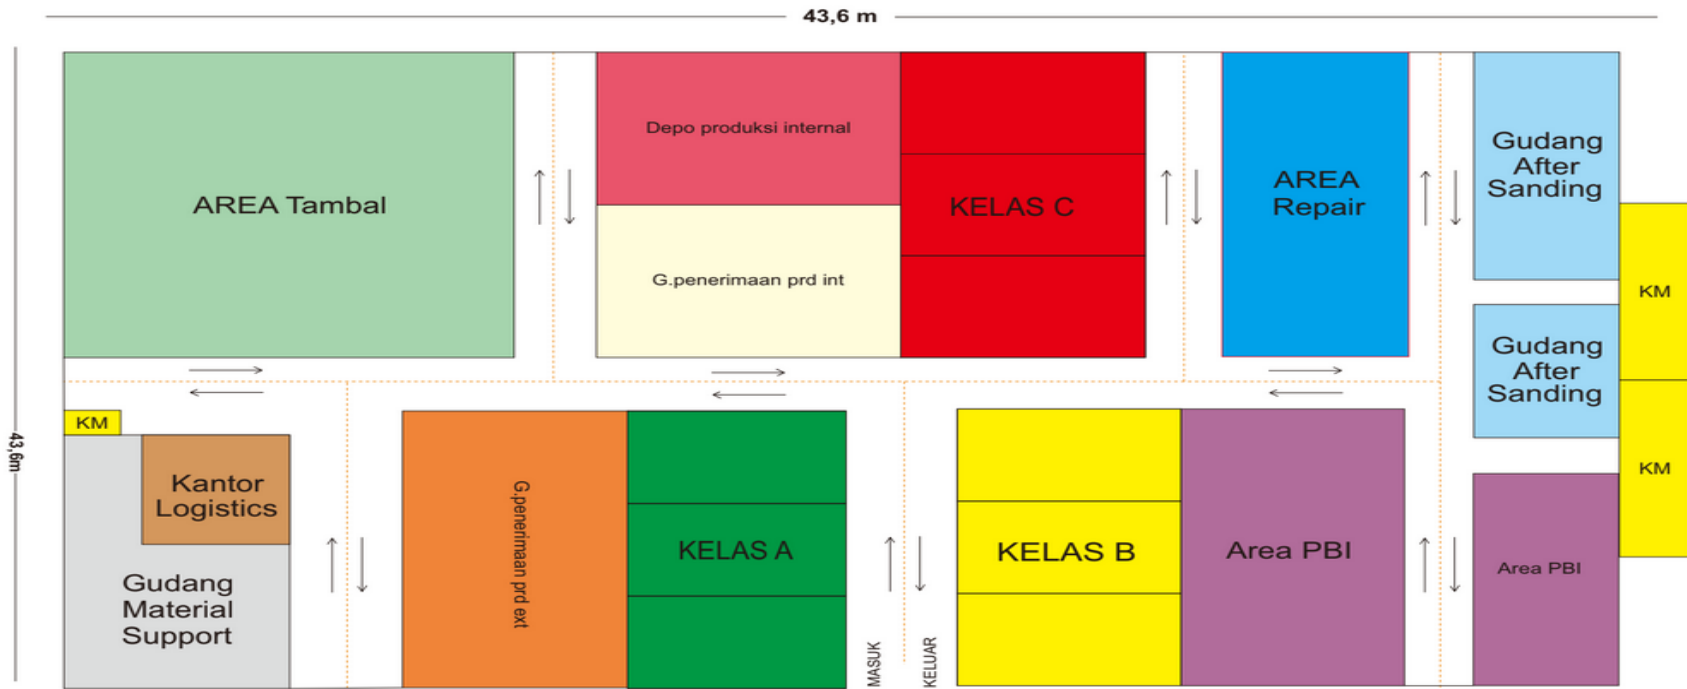 43,6 m
43,6m
AREA Tambal
Depo produksi internal
G.penerimaan prd int
KELAS C
AREA
Repair
Gudang
After
Sanding
KM
Gudang
After
Sanding
KM
KM
Kantor
Logistics
Gudang
Material
Support
G.penerimaan prd ext
KELAS A
MASUK
KELUAR
KELAS B
Area PBI
Area PBI